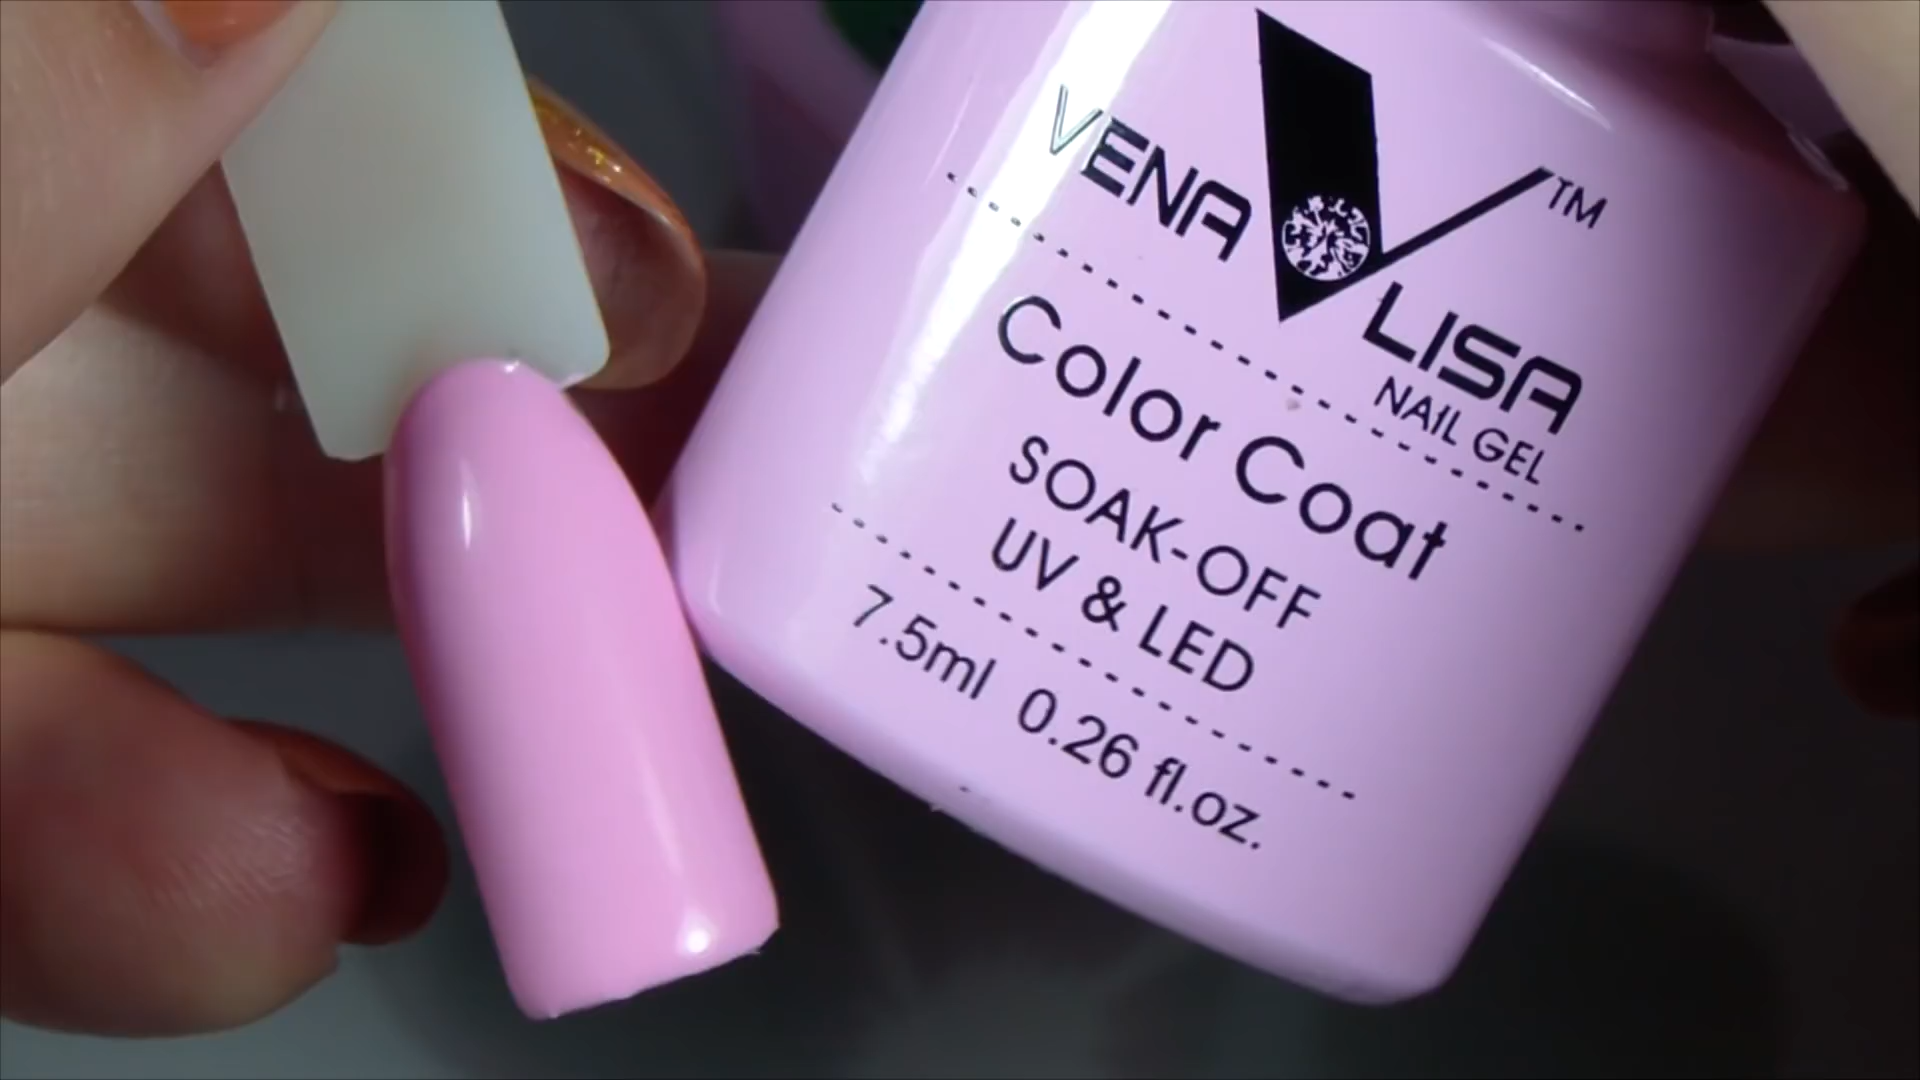 VENA
LISA
TM
NAIL GEL
Color Coat
SOAK-OFF
UV & LED
7.5ml 0.26 fl.oz.